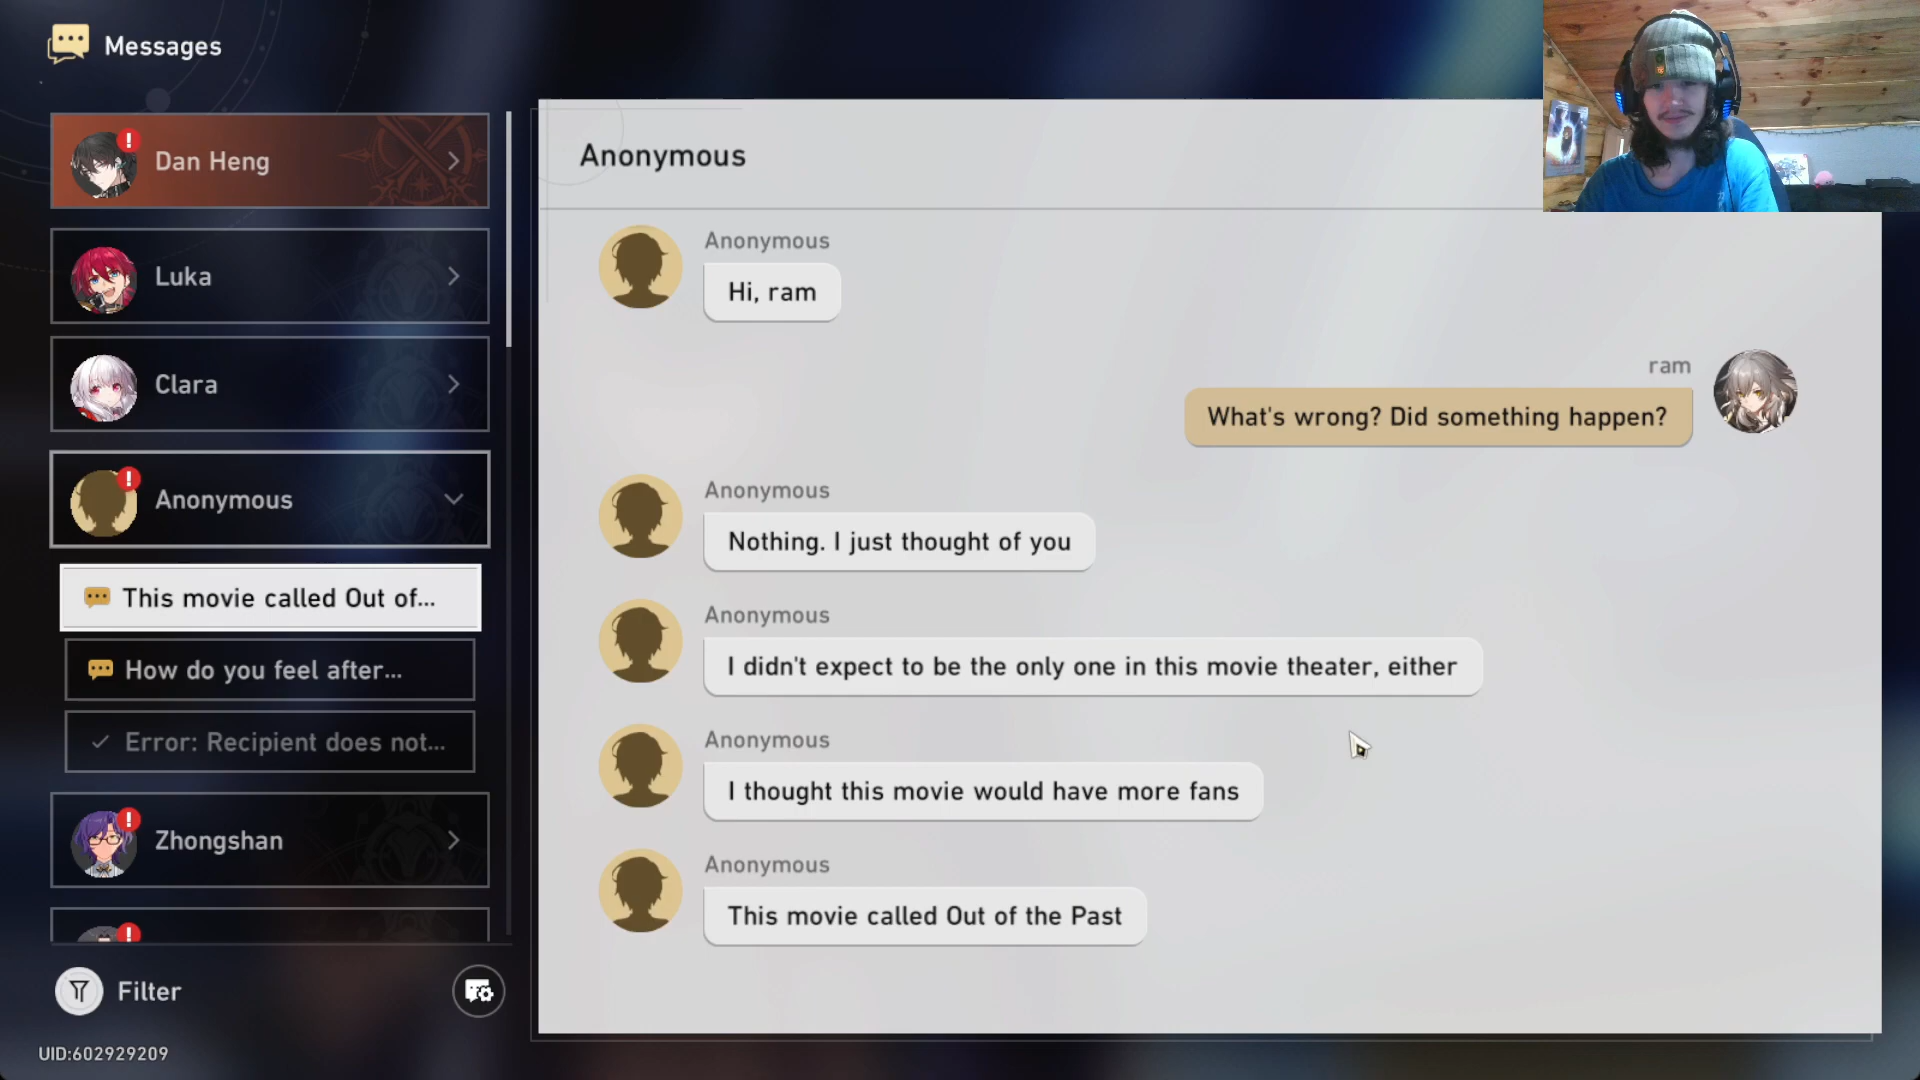 Messages
Dan Heng
Luka
Clara
Anonymous
This movie called Out of...
How do you feel after...
Error: Recipient does not...
Zhongshan
Filter
UID:602929209
Anonymous
Anonymous
Hi, ram
ram
What's wrong? Did something happen?
Anonymous
Nothing. I just thought of you
Anonymous
I didn't expect to be the only one in this movie theater, either
Anonymous
I thought this movie would have more fans
Anonymous
This movie called Out of the Past